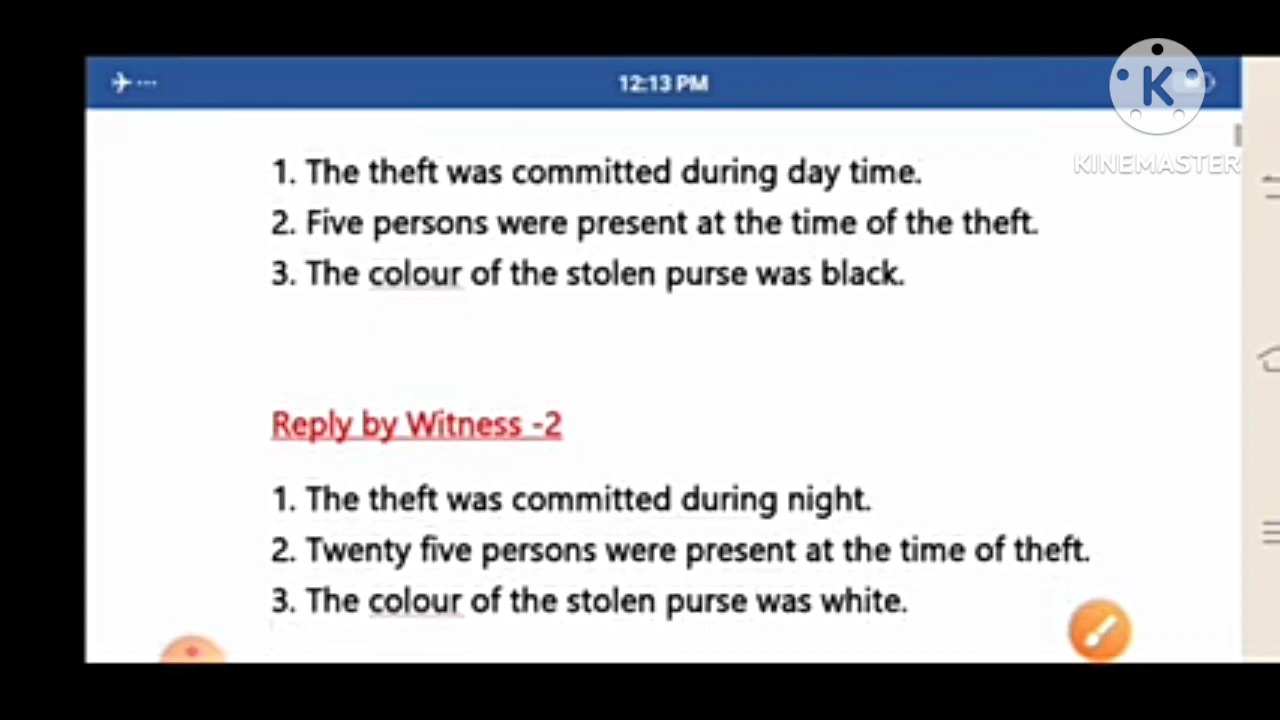 12:13 PM
K
KINEMASTER
1. The theft was committed during day time.
2. Five persons were present at the time of the theft.
3. The colour of the stolen purse was black.
Reply by Witness -2
1. The theft was committed during night.
2. Twenty five persons were present at the time of theft.
3. The colour of the stolen purse was white.